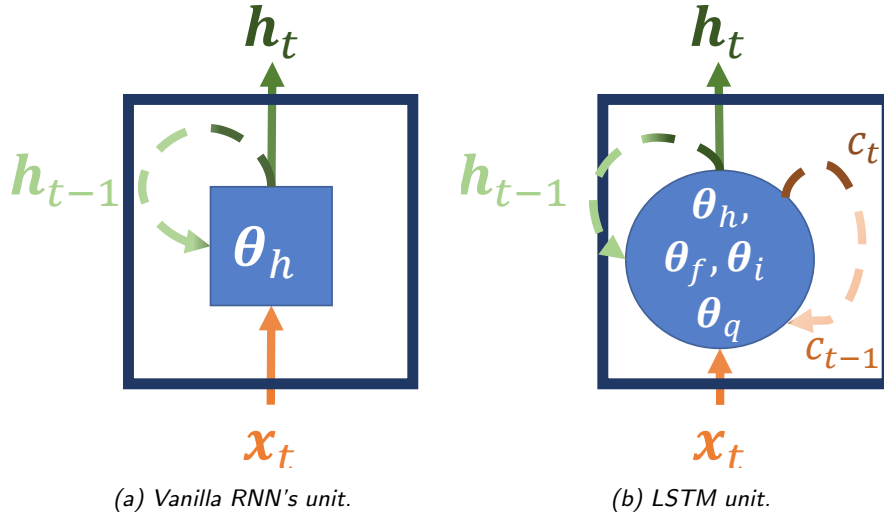 h_t
h_{t−1}
θ_h
x_t
(a) Vanilla RNN's unit.
h_t
c_t
h_{t−1}
θ_h,
θ_f, θ_i
θ_q
c_{t−1}
x_t
(b) LSTM unit.